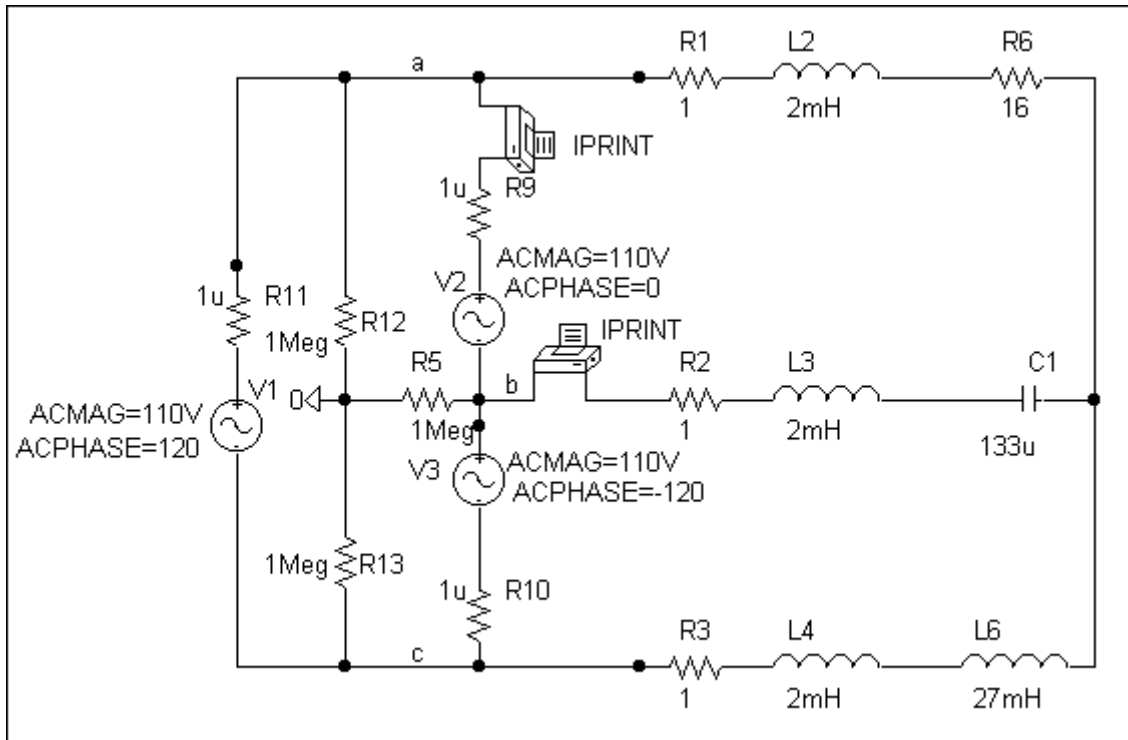 R1
L2
R6
a
1
2mH
16
IPRINT
1u
R9
ACMAG=110V
ACPHASE=0
V2
1u
R11
R12
1Meg
IPRINT
R5
b
R2
L3
C1
V1
0
ACMAG=110V
ACPHASE=120
1Meg
1
2mH
133u
V3
ACMAG=110V
ACPHASE=-120
1Meg
R13
1u
R10
c
R3
L4
L6
1
2mH
27mH